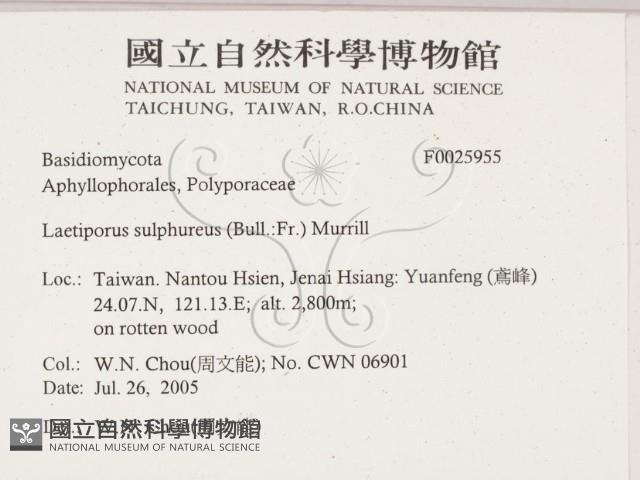 國立自然科學博物館
NATIONAL MUSEUM OF NATURAL SCIENCE
TAICHUNG, TAIWAN, R.O.CHINA
Basidiomycota F0025955
Aphyllophorales, Polyporaceae
Laetiporus sulphureus (Bull.:Fr.) Murrill
Loc.: Taiwan. Nantou Hsien, Jenai Hsiang: Yuanfeng (鳶峰)
24.07.N, 121.13.E; alt. 2,800m;
on rotten wood
Col.: W.N. Chou(周文能); No. CWN 06901
Date: Jul. 26, 2005
國立自然科學博物館
NATIONAL MUSEUM OF NATURAL SCIENCE